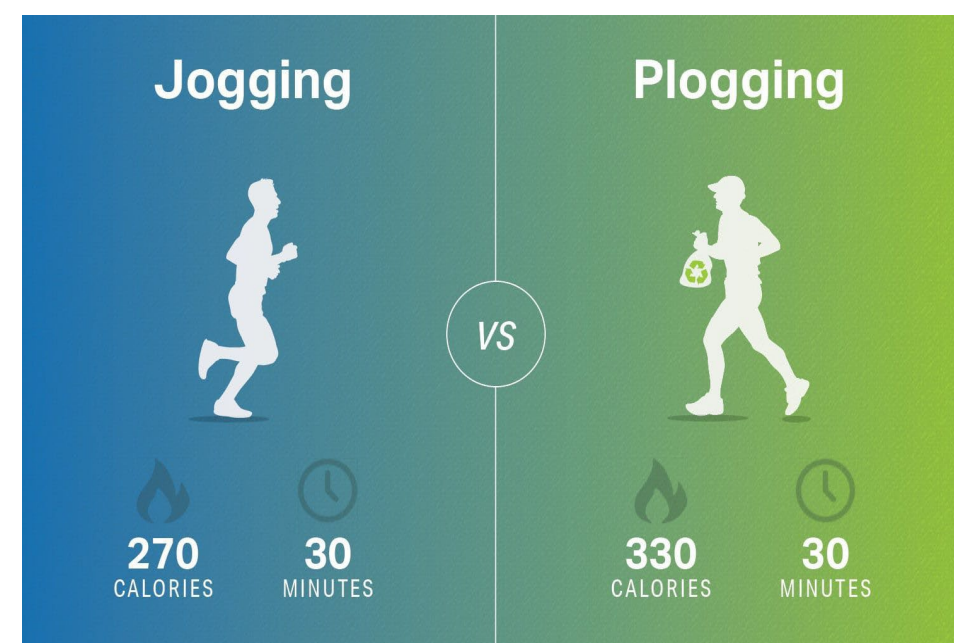 Jogging
270
CALORIES
30
MINUTES
VS
Plogging
330
CALORIES
30
MINUTES